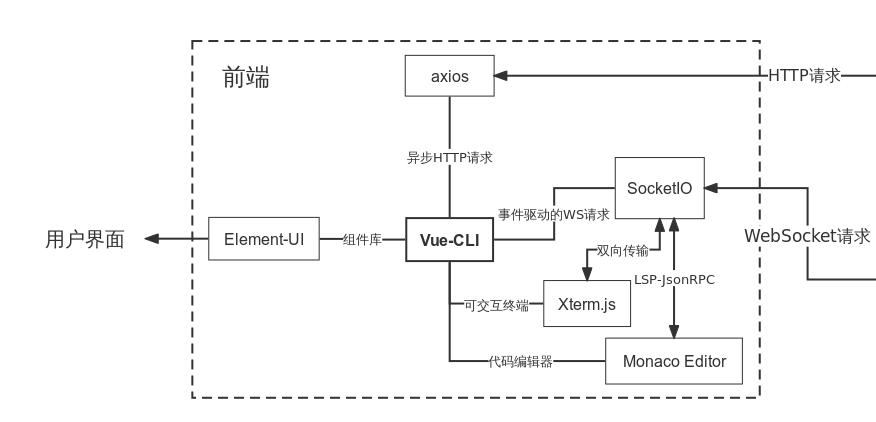 前端
axios
HTTP请求
异步HTTP请求
SocketIO
事件驱动的WS请求
用户界面
Element-UI
组件库
Vue-CLI
WebSocket请求
双向传输
LSP-JsonRPC
可交互终端
Xterm.js
代码编辑器
Monaco Editor